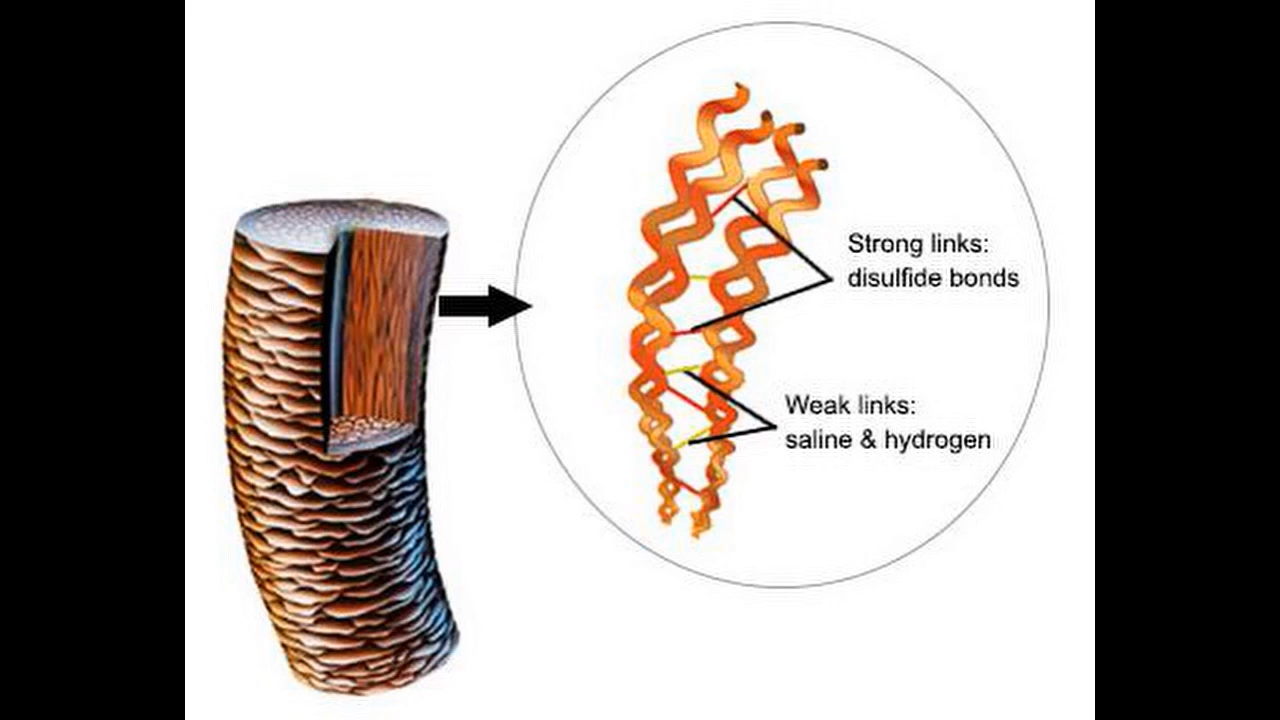 Strong links:
disulfide bonds
Weak links:
saline & hydrogen